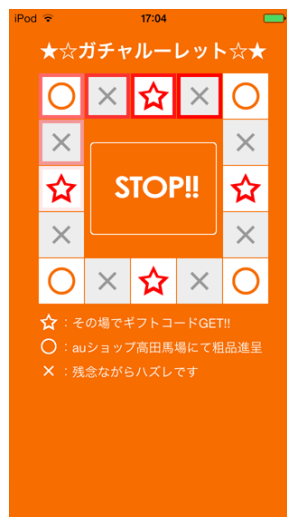 iPod 17:04
★☆ガチャルーレット☆★
STOP!!
☆：その場でギフトコードGET!!
○：auショップ高田馬場にて粗品進呈
×：残念ながらハズレです